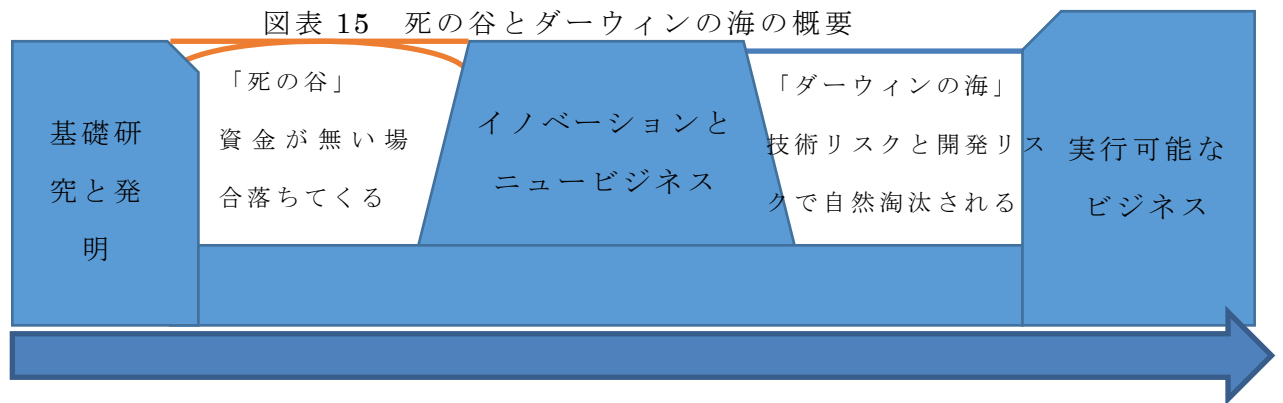 図表 15　死の谷とダーウィンの海の概要
基礎研
究と発
明
「死の谷」
資金が無い場
合落ちてくる
イノベーションと
ニュービジネス
「ダーウィンの海」
技術リスクと開発リス
クで自然淘汰される
実行可能な
ビジネス